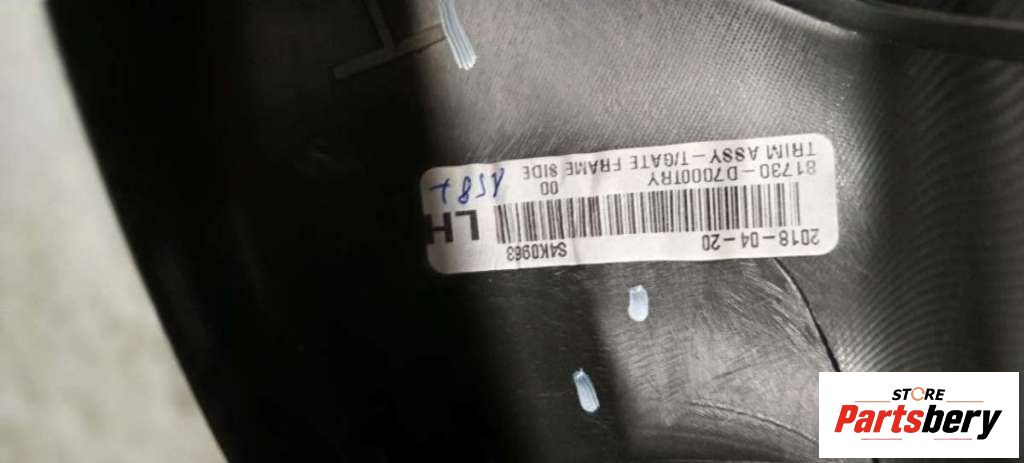 81730-D7000TRY
TRIM ASSY-T/GATE FRAME SIDE
00
LH
2018-04-20
S4K0963
STORE
Partsbery